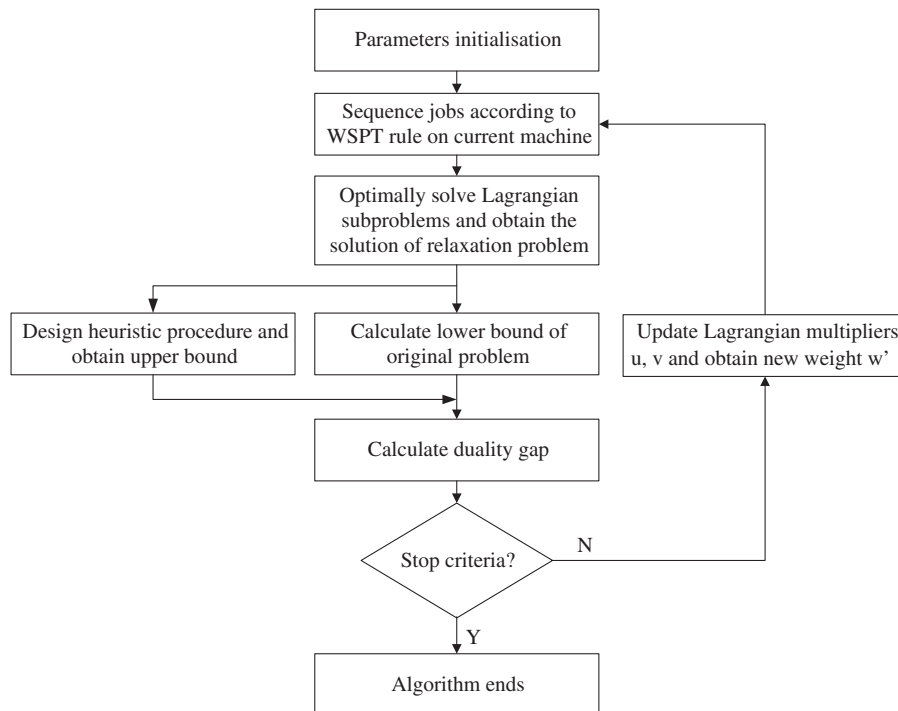 Parameters initialisation
Sequence jobs according to
WSPT rule on current machine
Optimally solve Lagrangian
subproblems and obtain the
solution of relaxation problem
Design heuristic procedure and
obtain upper bound
Calculate lower bound of
original problem
Update Lagrangian multipliers
u, v and obtain new weight w’
Calculate duality gap
Stop criteria?
N
Y
Algorithm ends